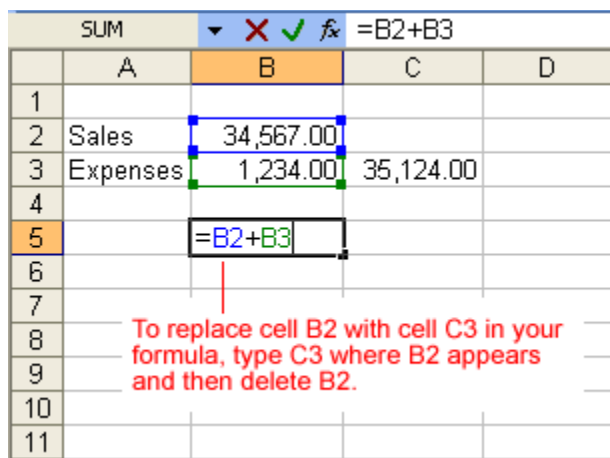 SUM =B2+B3
A B C D
1
2 Sales 34,567.00
3 Expenses 1,234.00 35,124.00
4
5 =B2+B3
6
7
8
9
10
11
To replace cell B2 with cell C3 in your
formula, type C3 where B2 appears
and then delete B2.